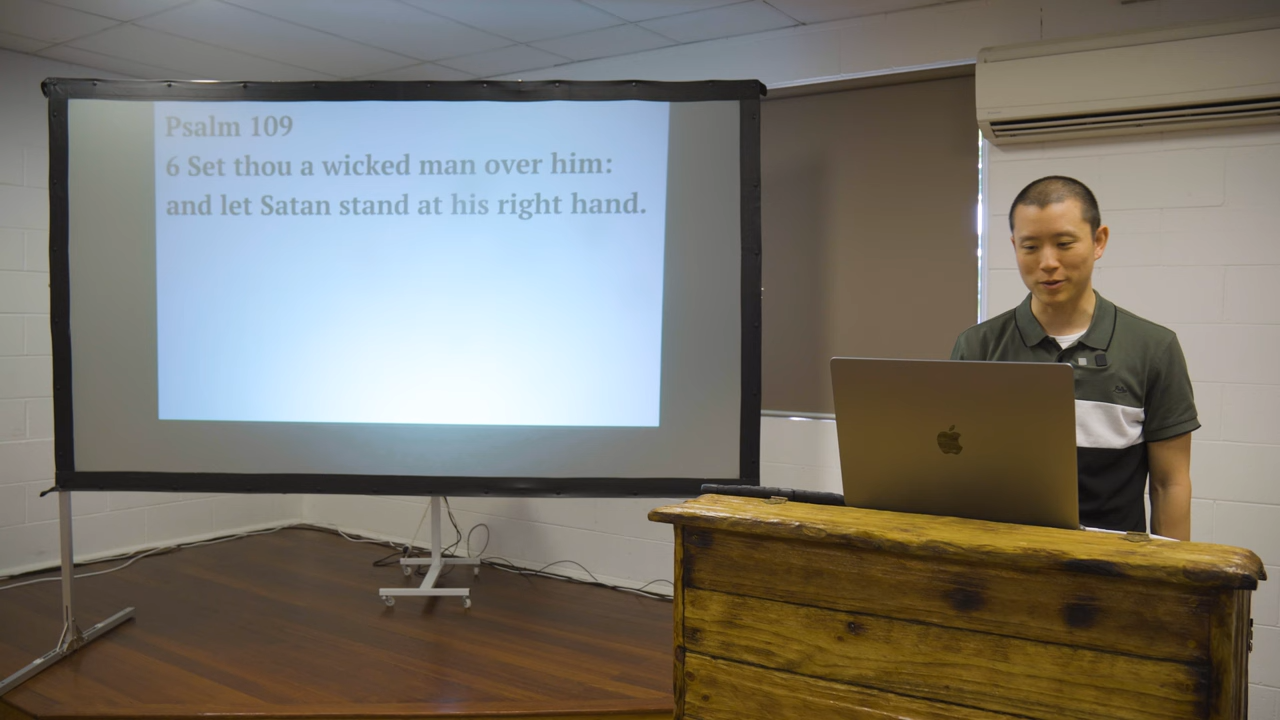 Psalm 109
6 Set thou a wicked man over him:
and let Satan stand at his right hand.